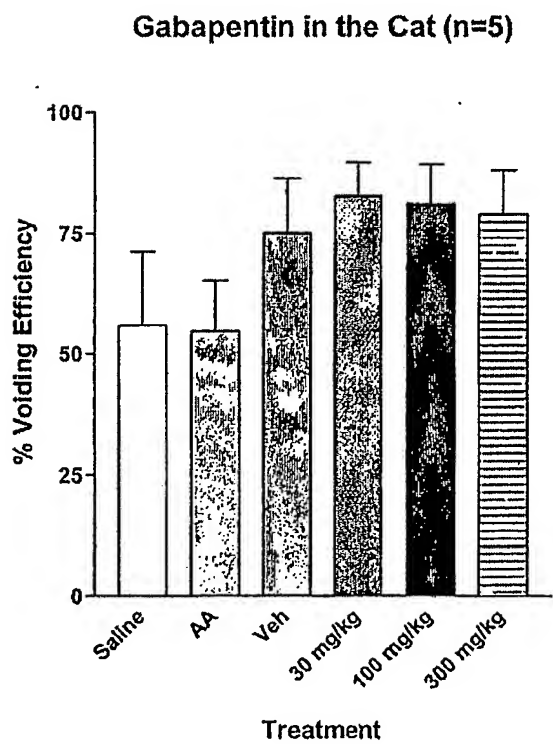 Gabapentin in the Cat (n=5)
% Voiding Efficiency
100
75
50
25
0
Saline
AA
Veh
30 mg/kg
100 mg/kg
300 mg/kg
Treatment